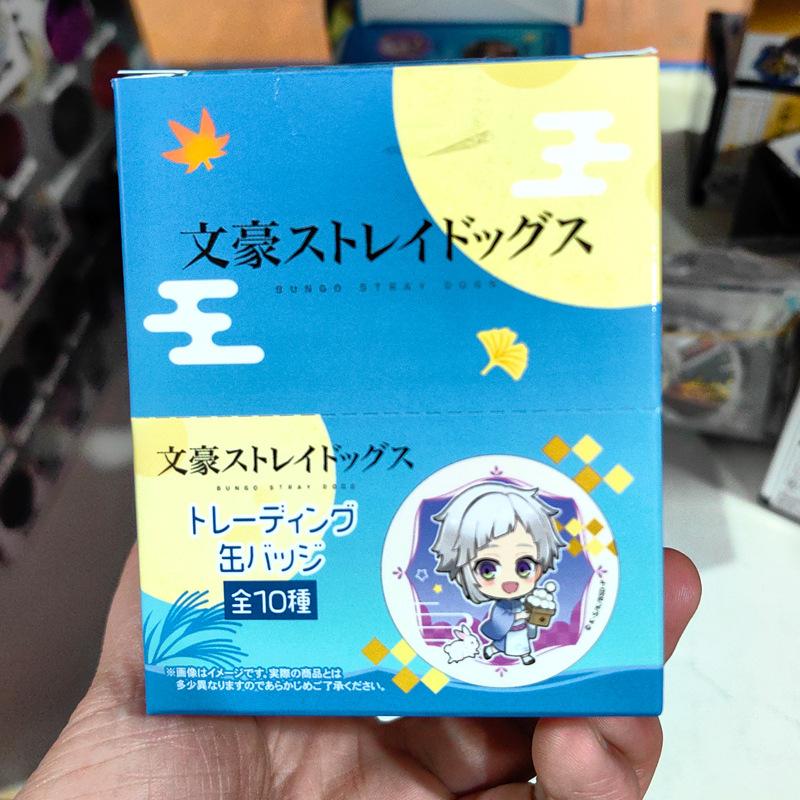 文豪ストレイドッグス
BUNGO STRAY DOGS
文豪ストレイドッグス
BUNGO STRAY DOGS
トレーディング
缶バッジ
全10種
※画像はイメージです。実際の商品とは
多少異なりますのであらかじめご了承ください。